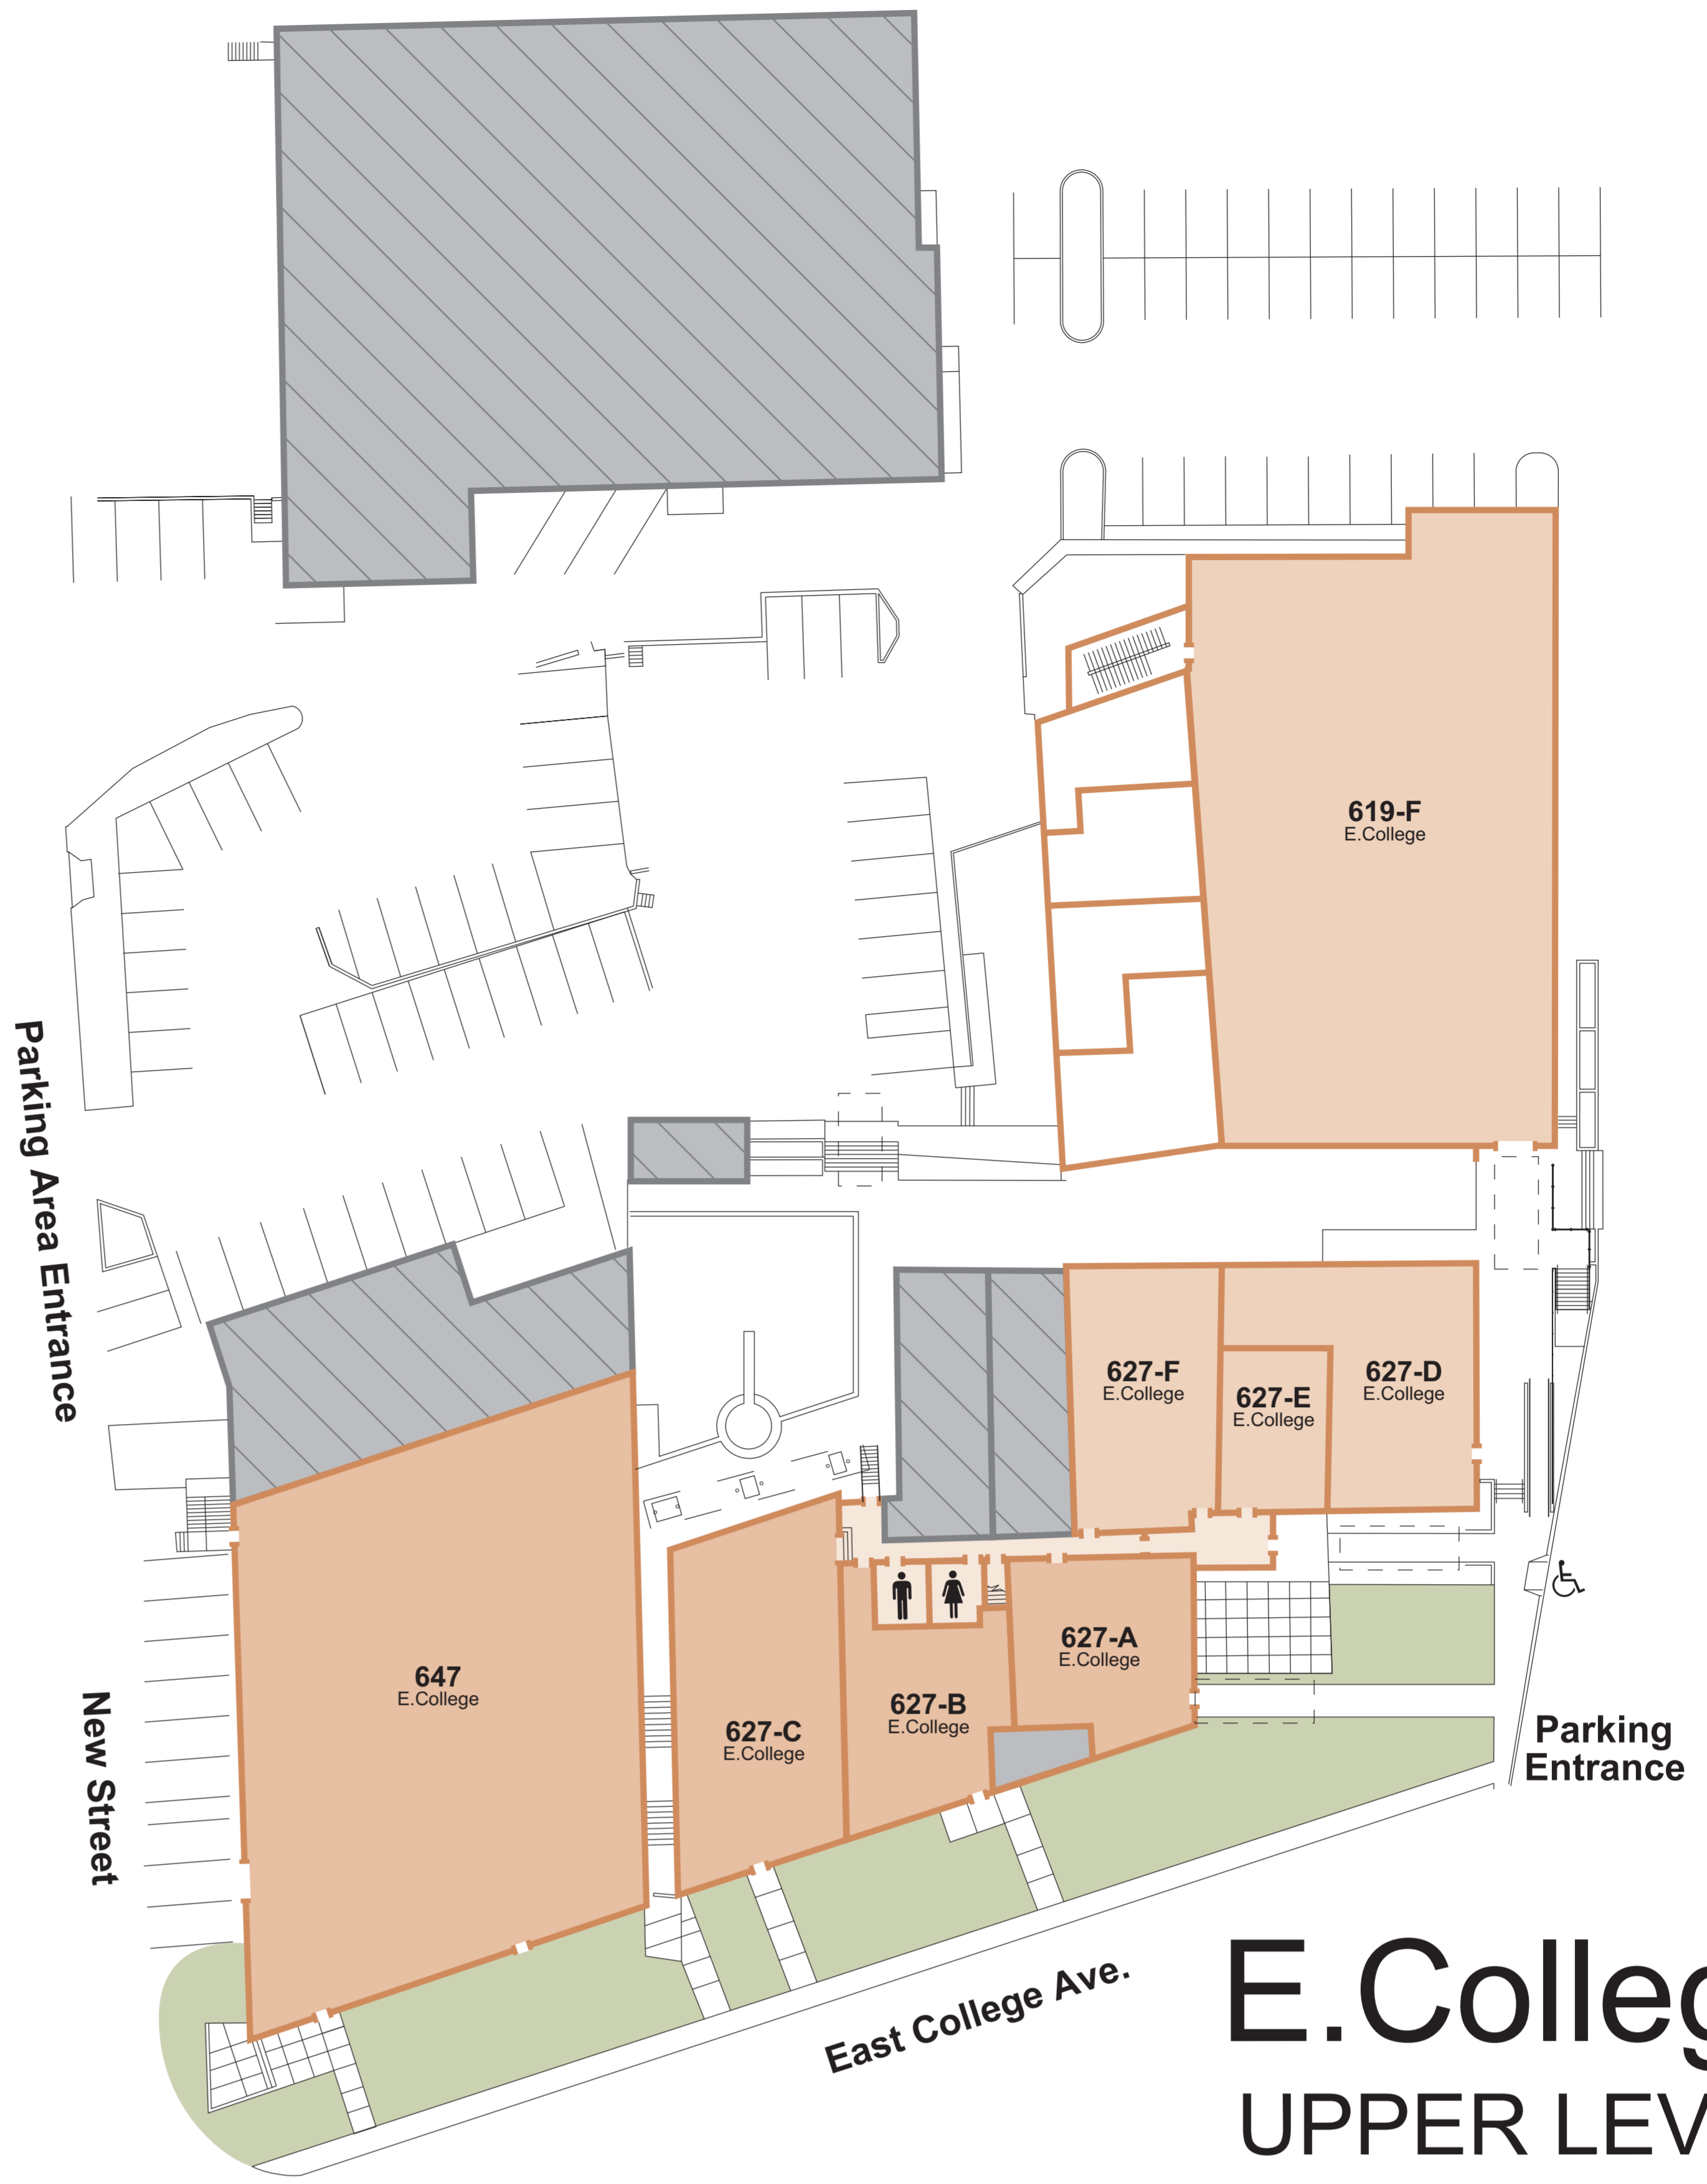 619-F
E.College
Parking Area Entrance
627-F
E.College
627-E
E.College
627-D
E.College
647
E.College
627-C
E.College
627-B
E.College
627-A
E.College
New Street
Parking
Entrance
East College Ave.
E.Colleg
UPPER LEV